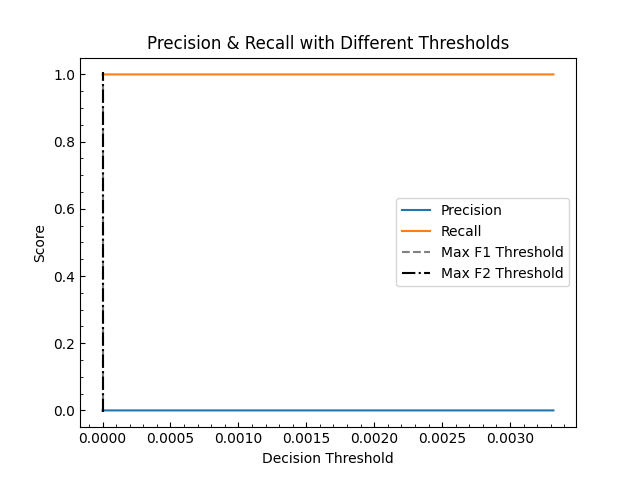 Precision & Recall with Different Thresholds
1.0
0.8
0.6
0.4
0.2
0.0
Score
Precision
Recall
Max F1 Threshold
Max F2 Threshold
0.0000 0.0005 0.0010 0.0015 0.0020 0.0025 0.0030
Decision Threshold